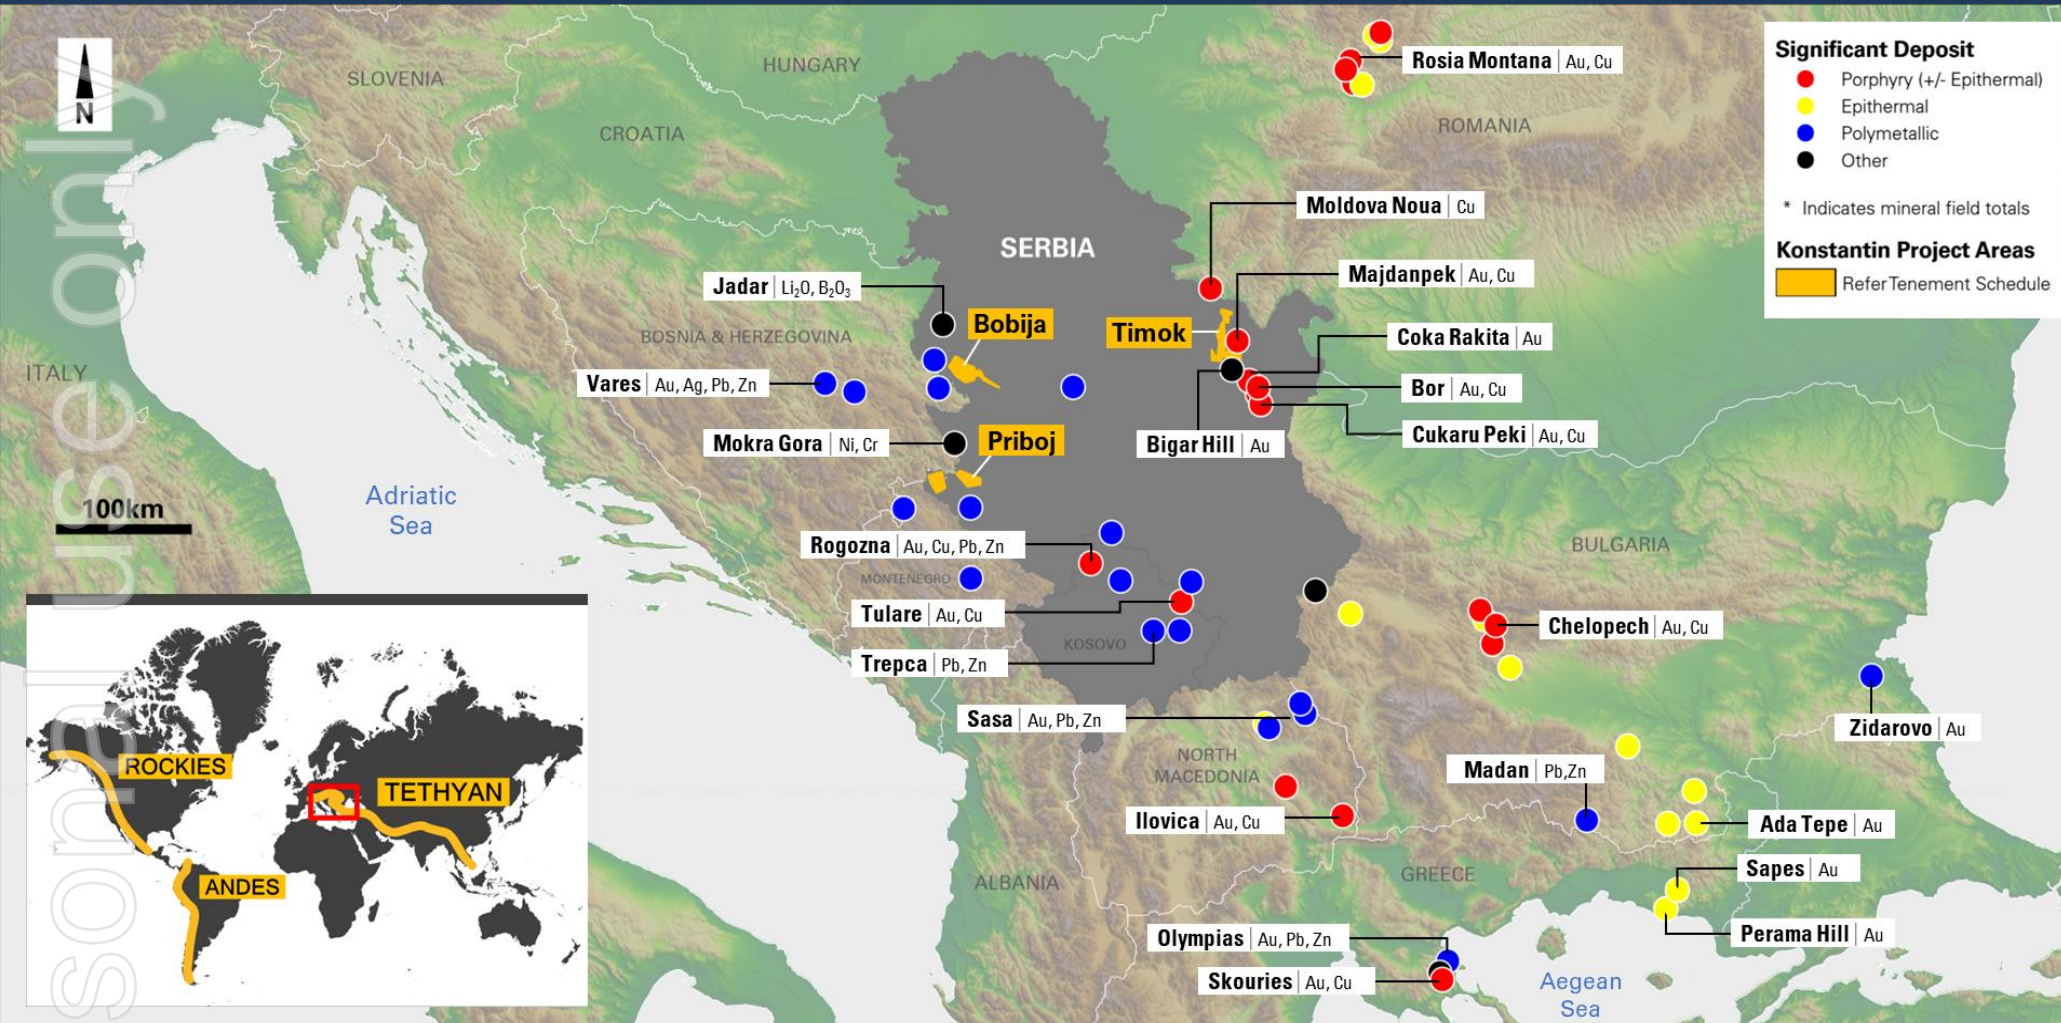 N
SLOVENIA
HUNGARY
CROATIA
ROMANIA
Rosia Montana | Au, Cu
Significant Deposit
Porphyry (+/- Epithermal)
Epithermal
Polymetallic
Other
* Indicates mineral field totals
Konstantin Project Areas
Refer Tenement Schedule
Moldova Noua | Cu
SERBIA
Majdanpek | Au, Cu
Jadar | Li₂O, B₂O₃
Bobija
Timok
BOSNIA & HERZEGOVINA
Coka Rakita | Au
ITALY
Vares | Au, Ag, Pb, Zn
Bor | Au, Cu
Mokra Gora | Ni, Cr
Priboj
Bigar Hill | Au
Cukaru Peki | Au, Cu
Adriatic
Sea
100km
Rogozna | Au, Cu, Pb, Zn
BULGARIA
MONTENEGRO
Tulare | Au, Cu
KOSOVO
Trepca | Pb, Zn
Chelopech | Au, Cu
Sasa | Au, Pb, Zn
Zidarovo | Au
NORTH
MACEDONIA
Madan | Pb,Zn
Ilovica | Au, Cu
Ada Tepe | Au
ALBANIA
GREECE
Sapes | Au
Perama Hill | Au
Olympias | Au, Pb, Zn
Skouries | Au, Cu
Aegean
Sea
ROCKIES
TETHYAN
ANDES
sonal use only